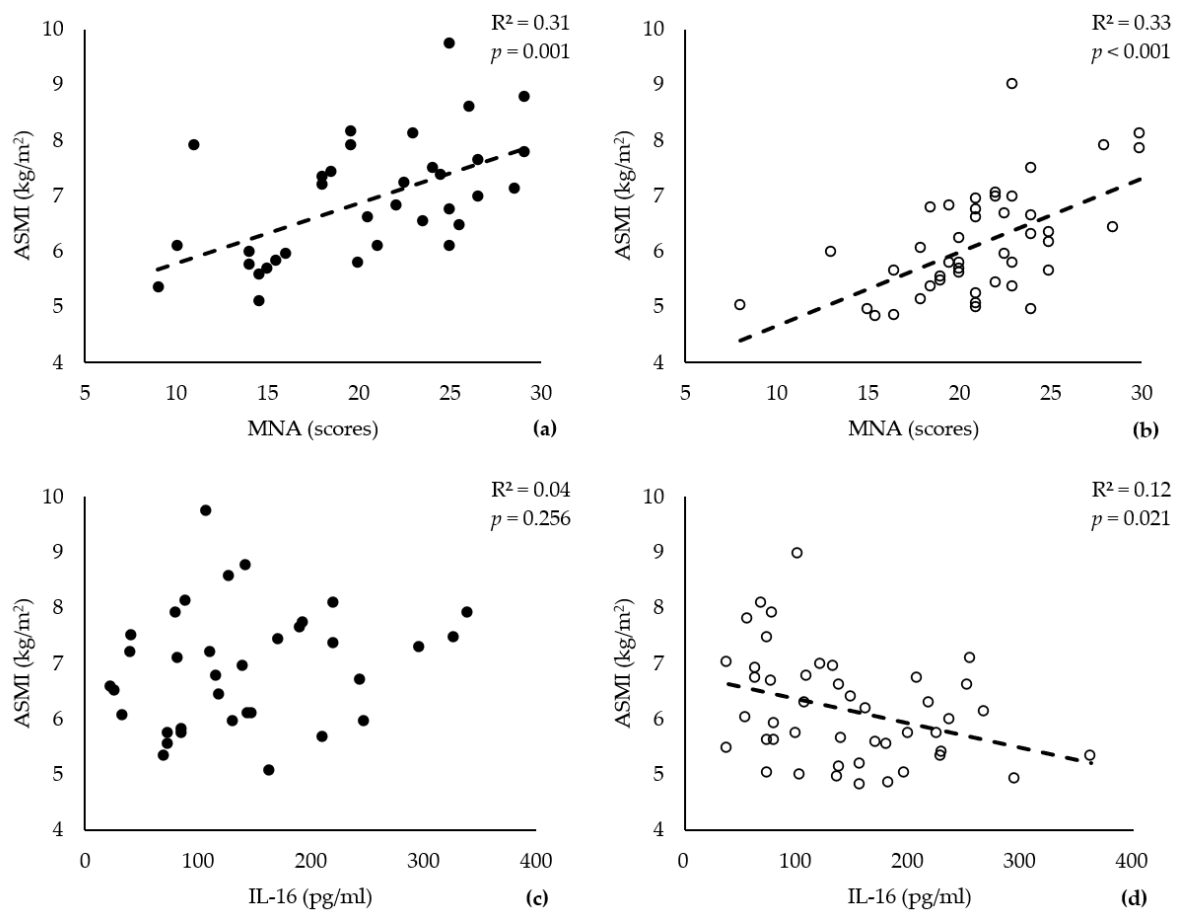 R² = 0.31
p = 0.001
10
9
8
7
6
5
4
ASMI (kg/m²)
5 10 15 20 25 30
MNA (scores)
(a)
R² = 0.33
p < 0.001
10
9
8
7
6
5
4
ASMI (kg/m²)
5 10 15 20 25 30
MNA (scores)
(b)
R² = 0.04
p = 0.256
10
9
8
7
6
5
4
ASMI (kg/m²)
0 100 200 300 400
IL-16 (pg/ml)
(c)
R² = 0.12
p = 0.021
10
9
8
7
6
5
4
ASMI (kg/m²)
0 100 200 300 400
IL-16 (pg/ml)
(d)